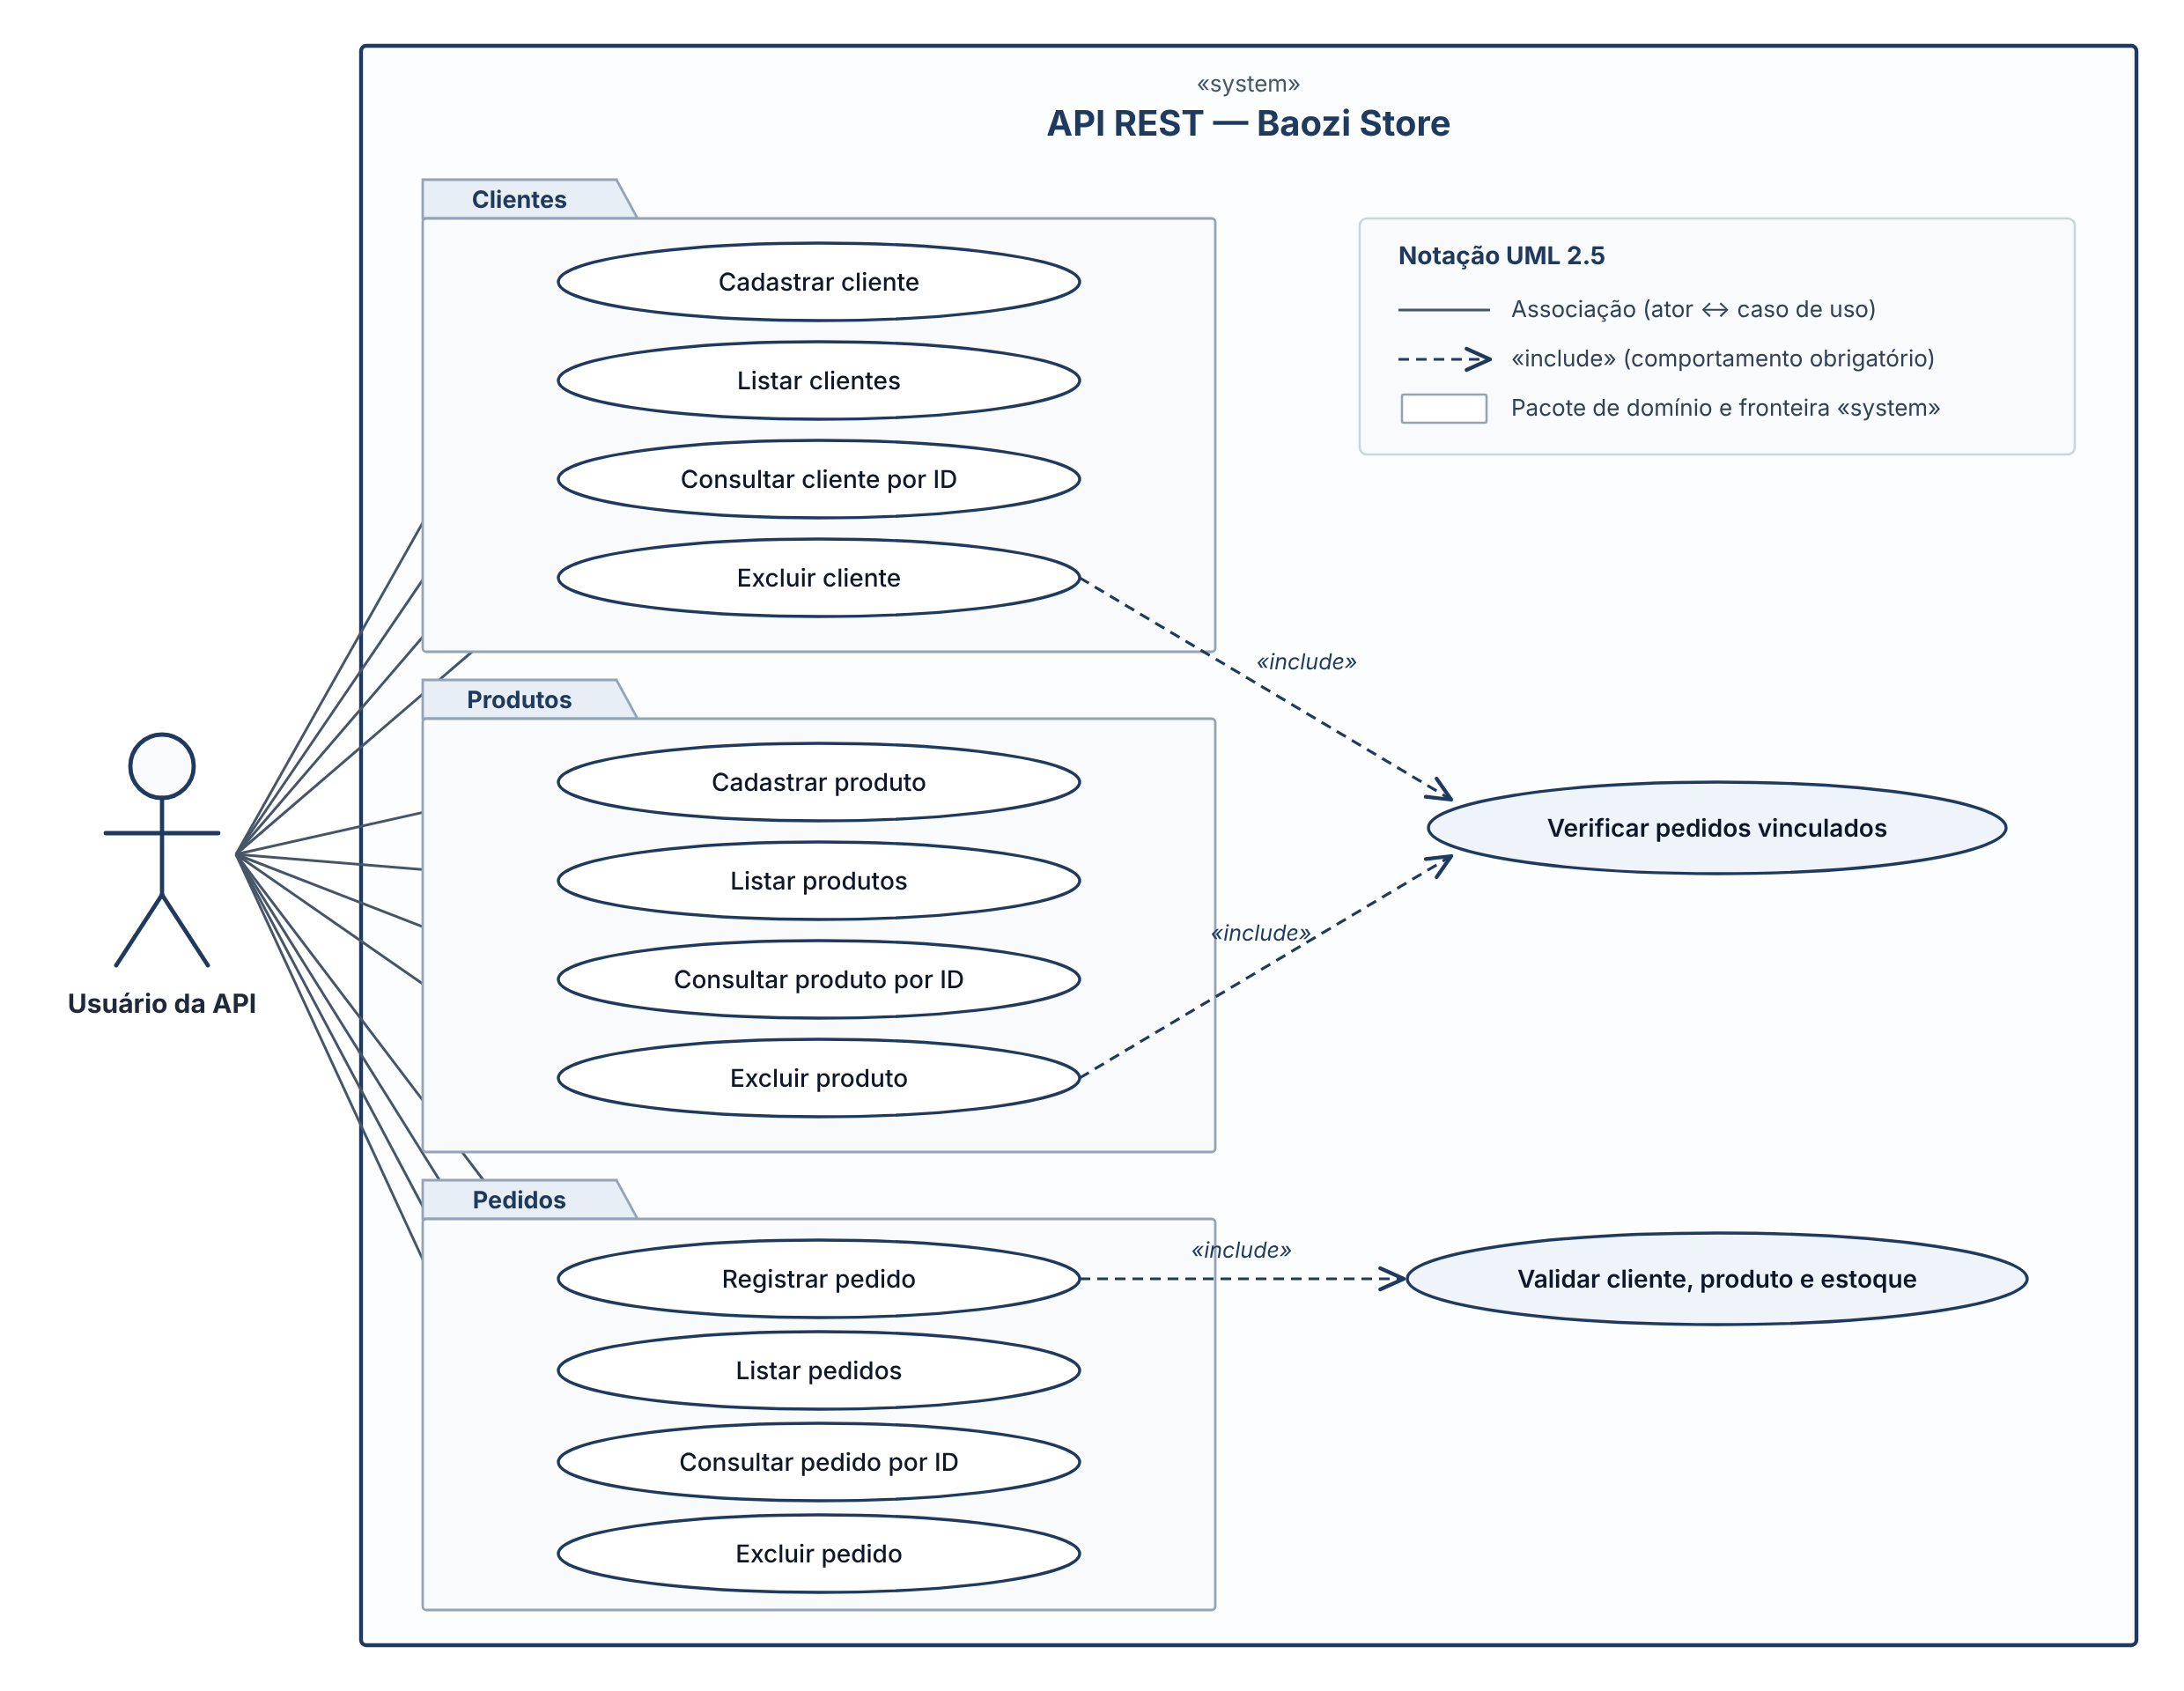 «system»
API REST — Baozi Store
Clientes
Cadastrar cliente
Listar clientes
Consultar cliente por ID
Excluir cliente
Notação UML 2.5
Associação (ator ↔ caso de uso)
«include» (comportamento obrigatório)
Pacote de domínio e fronteira «system»
«include»
Produtos
Cadastrar produto
Listar produtos
Consultar produto por ID
Excluir produto
«include»
Verificar pedidos vinculados
Usuário da API
Pedidos
Registrar pedido
Listar pedidos
Consultar pedido por ID
Excluir pedido
«include»
Validar cliente, produto e estoque